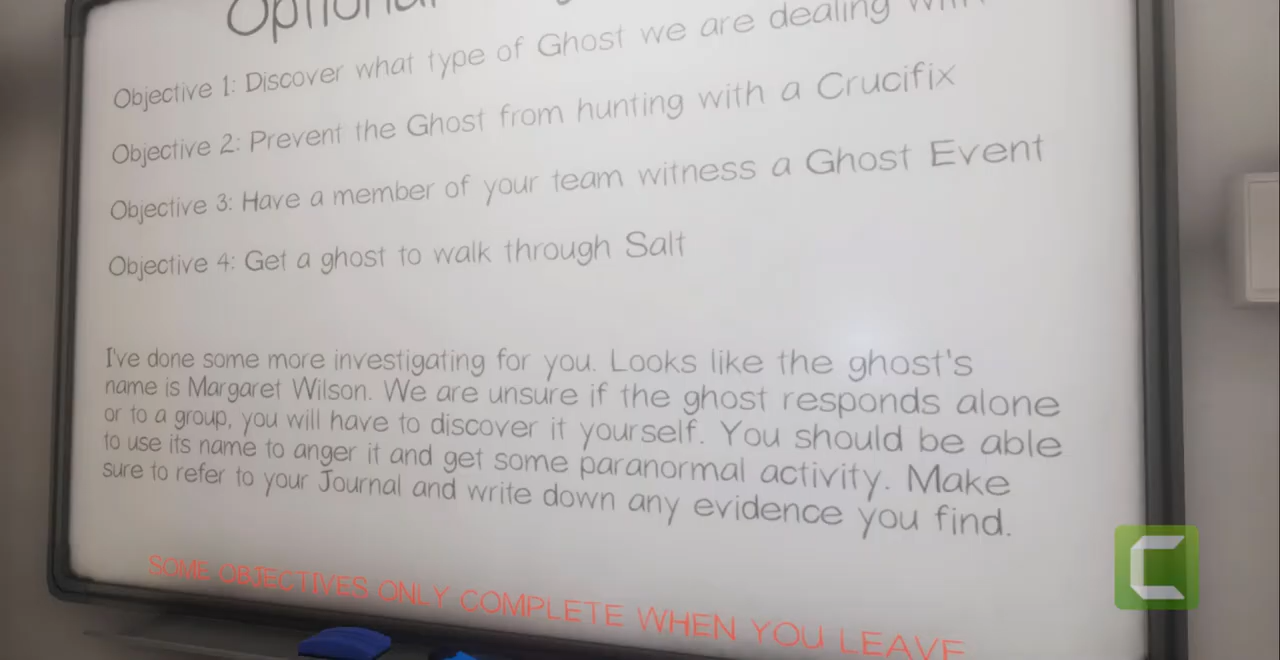 Optional
Objective 1: Discover what type of Ghost we are dealing with
Objective 2: Prevent the Ghost from hunting with a Crucifix
Objective 3: Have a member of your team witness a Ghost Event
Objective 4: Get a ghost to walk through Salt
I've done some more investigating for you. Looks like the ghost's
name is Margaret Wilson. We are unsure if the ghost responds alone
or to a group, you will have to discover it yourself. You should be able
to use its name to anger it and get some paranormal activity. Make
sure to refer to your Journal and write down any evidence you find.
SOME OBJECTIVES ONLY COMPLETE WHEN YOU LEAVE